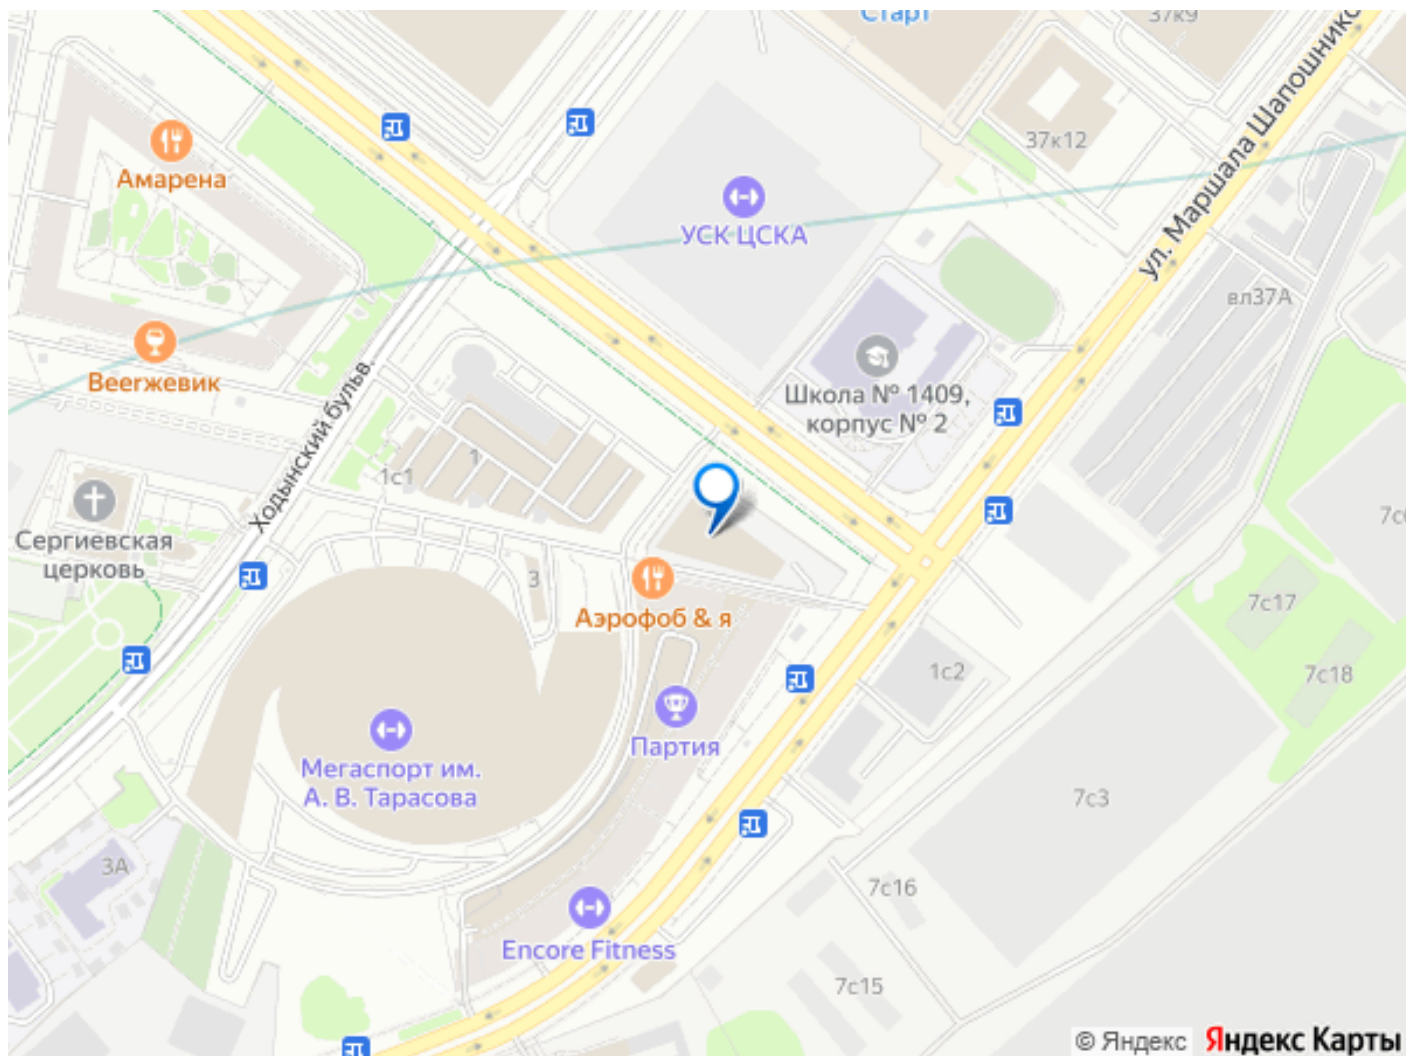 Старт
37к9
ул. Маршала Шапошнико
37к12
Амарена
УСК ЦСКА
вл37А
Веегжевик
Школа № 1409,
корпус № 2
Ходынский бульв.
1
1с1
Сергиевская
церковь
3
Аэрофоб & я
7с17
1с2
7с18
Партия
Мегаспорт им.
А. В. Тарасова
7с3
3А
7с16
Encore Fitness
7с15
© Яндекс Яндекс Карты